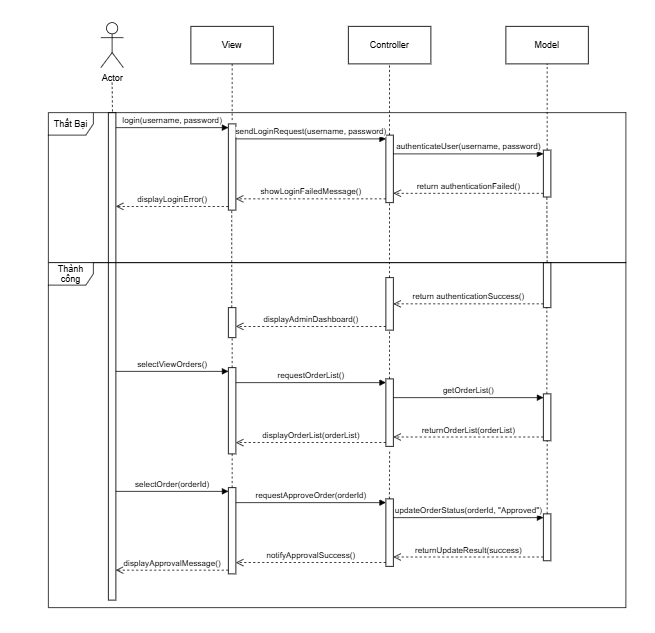 View
Controller
Model
Actor
Thất Bại
login(username, password)
sendLoginRequest(username, password)
authenticateUser(username, password)
return authenticationFailed()
showLoginFailedMessage()
displayLoginError()
Thành
công
return authenticationSuccess()
displayAdminDashboard()
selectViewOrders()
requestOrderList()
getOrderList()
returnOrderList(orderList)
displayOrderList(orderList)
selectOrder(orderId)
requestApproveOrder(orderId)
updateOrderStatus(orderId, "Approved")
returnUpdateResult(success)
notifyApprovalSuccess()
displayApprovalMessage()